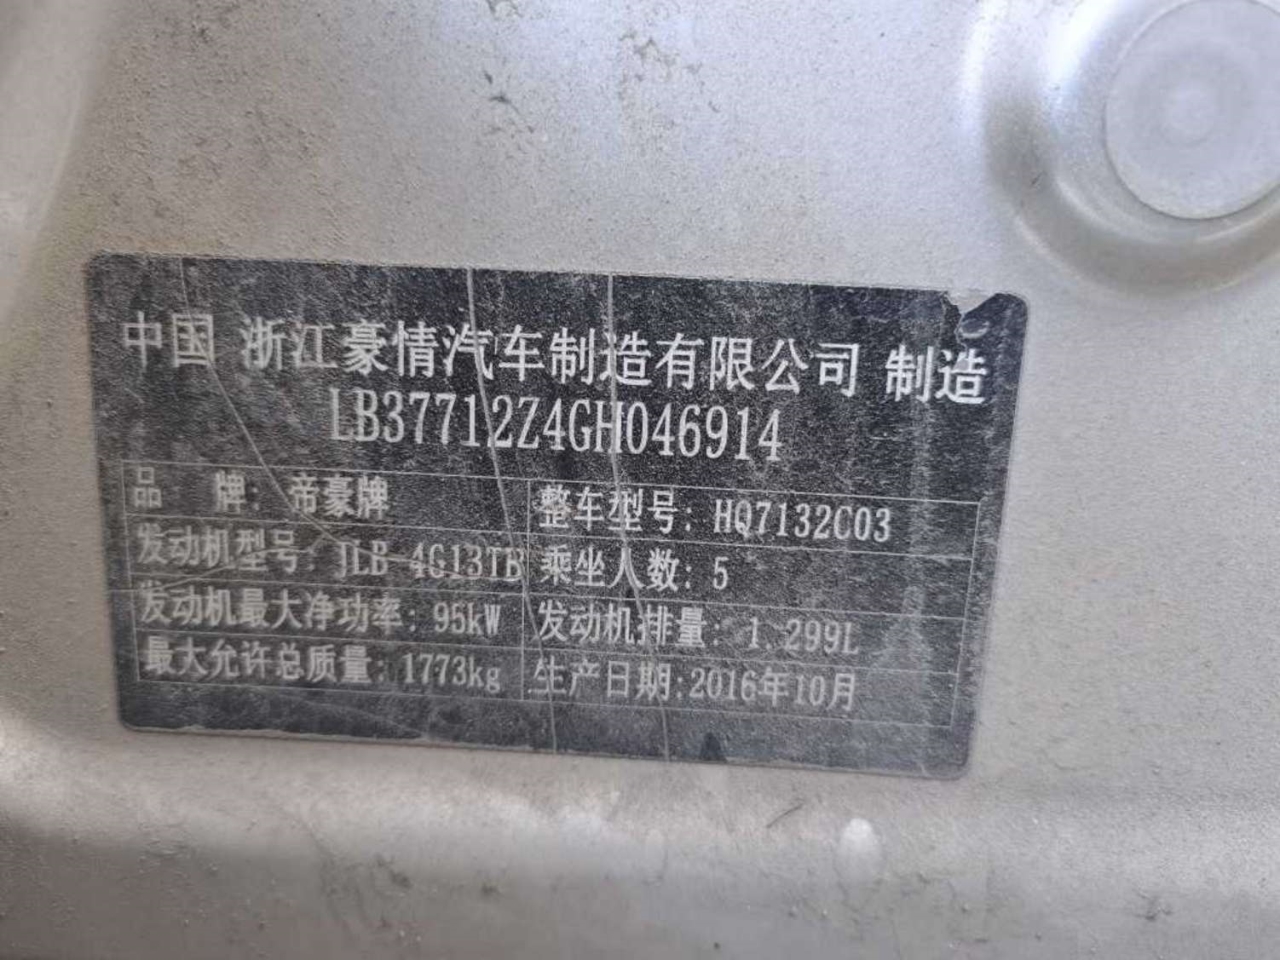 中国 浙江豪情汽车制造有限公司 制造
LB37712Z4GH046914
品 牌: 帝豪牌 整车型号: HQ7132C03
发动机型号: JLB-4G13TB 乘坐人数: 5
发动机最大净功率: 95kW 发动机排量: 1.299L
最大允许总质量: 1773kg 生产日期:2016年10月